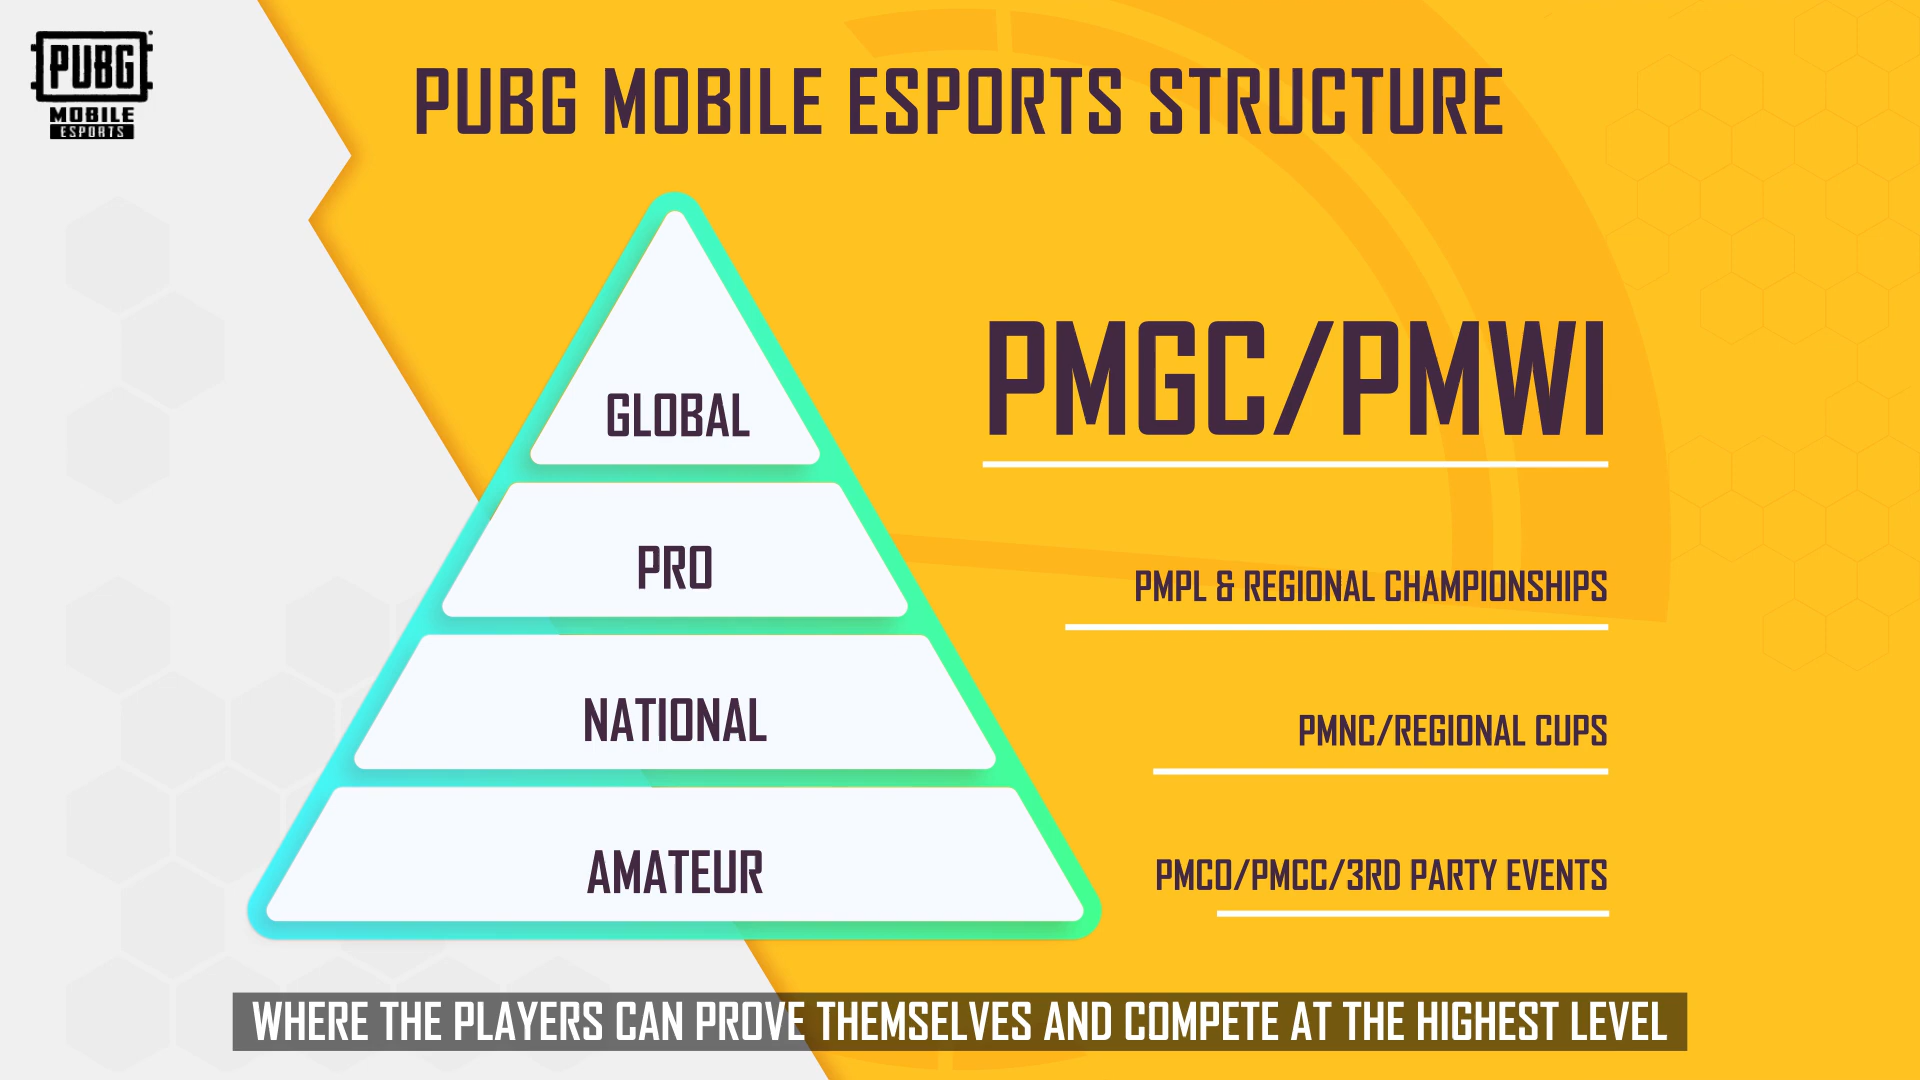 PUBG
MOBILE
ESPORTS
PUBG MOBILE ESPORTS STRUCTURE
GLOBAL
PMGC/PMWI
PRO
PMPL & REGIONAL CHAMPIONSHIPS
NATIONAL
PMNC/REGIONAL CUPS
AMATEUR
PMCO/PMCC/3RD PARTY EVENTS
WHERE THE PLAYERS CAN PROVE THEMSELVES AND COMPETE AT THE HIGHEST LEVEL